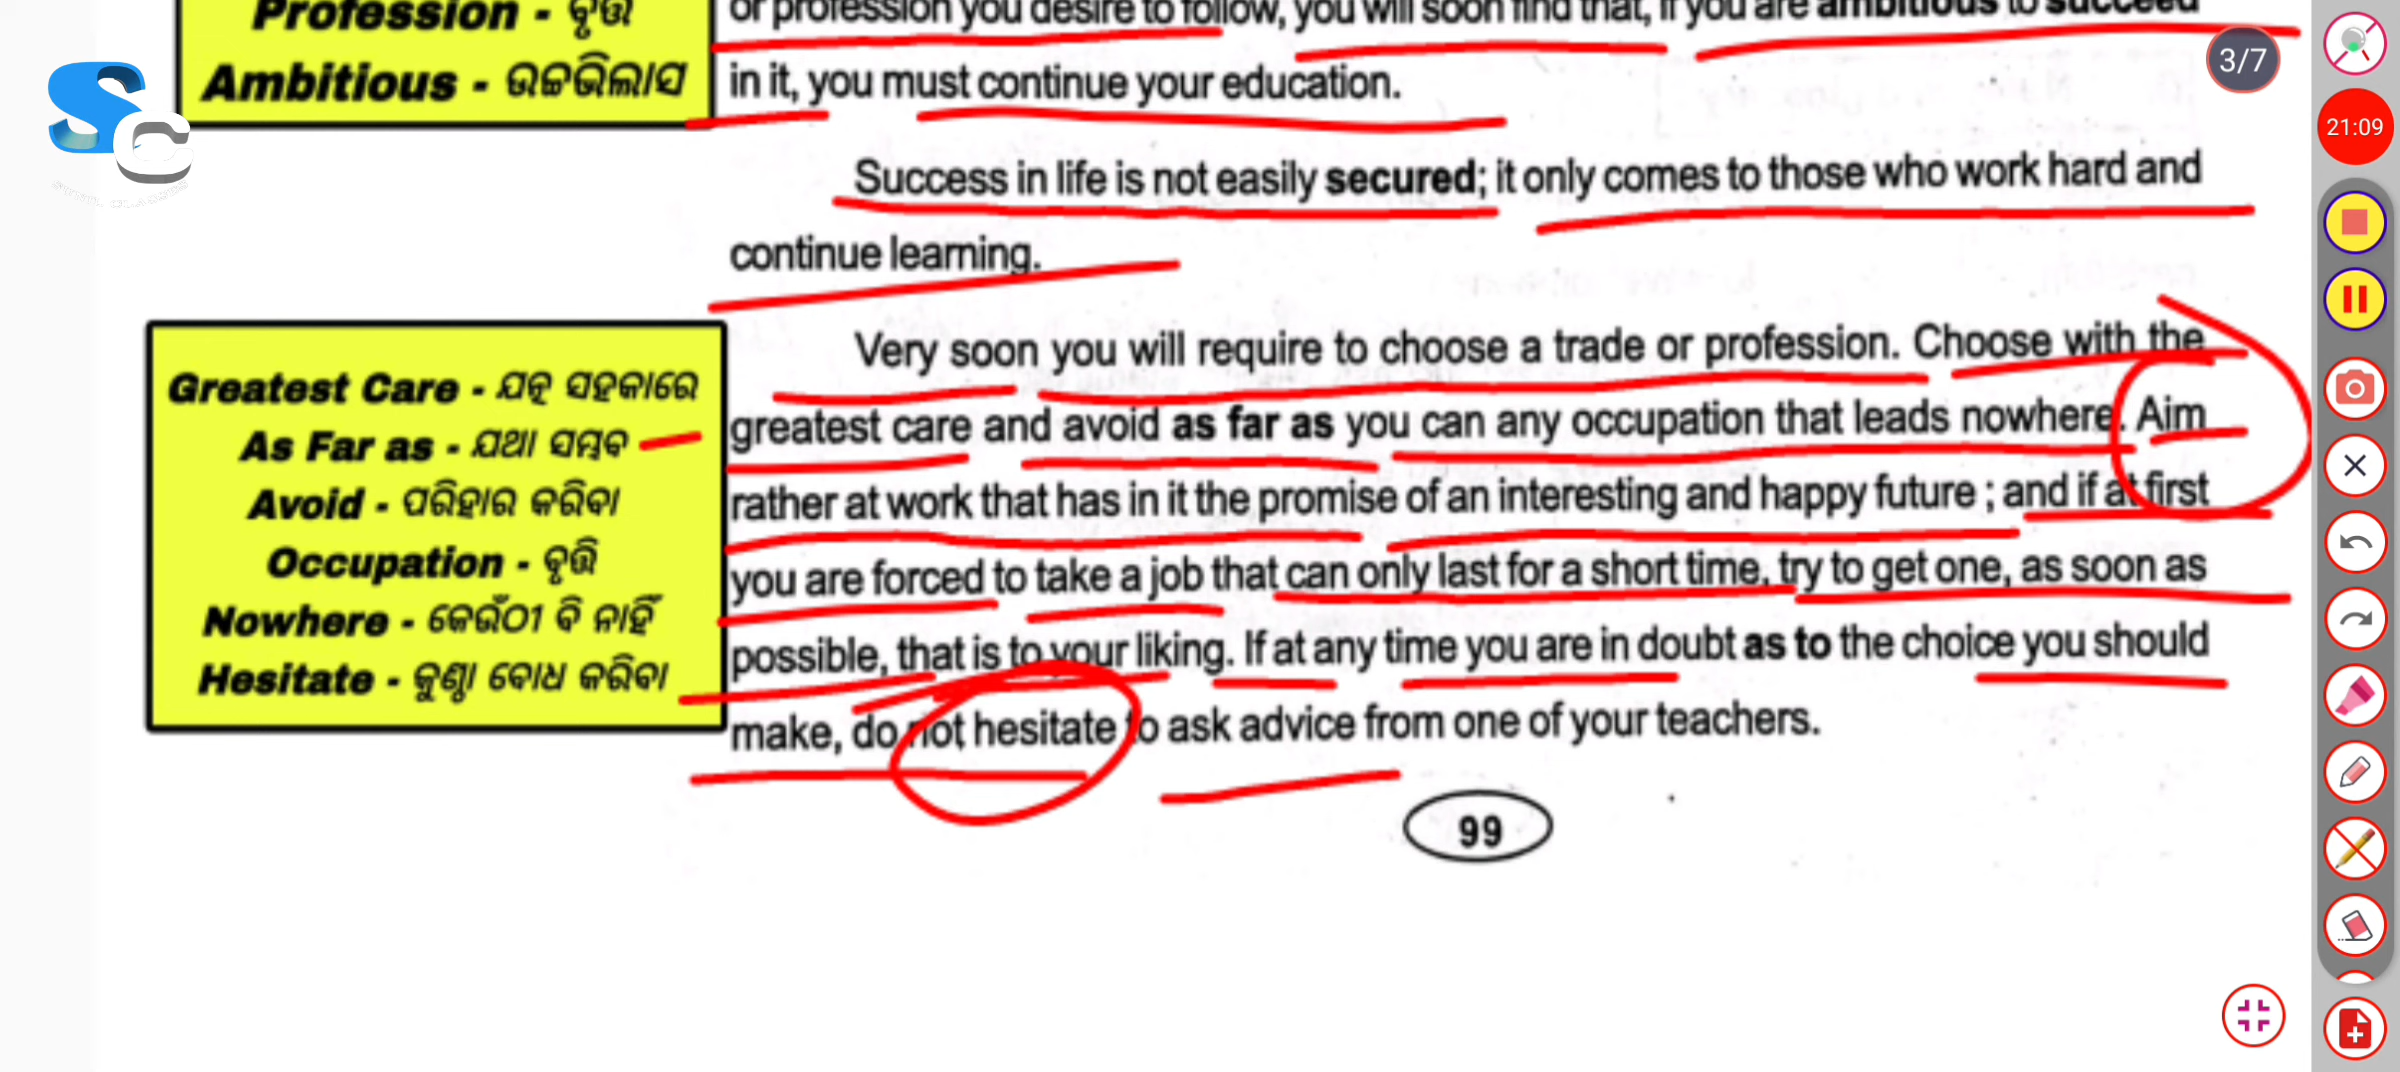 Profession - ବୃତ୍ତି
Ambitious - ଉଚ୍ଚଭିଳାସ
or profession you desire to follow, you will soon find that, if you are ambitious to succeed
in it, you must continue your education.
3/7
21:09
SC
Success in life is not easily secured; it only comes to those who work hard and
continue learning.
Greatest Care - ଯତ୍ନ ସହକାରେ
As Far as - ଯଥା ସମ୍ଭବ
Avoid - ପରିହାର କରିବା
Occupation - ବୃତ୍ତି
Nowhere - କେଉଁଠୀ ବି ନାହିଁ
Hesitate - କୁଣ୍ଠା ବୋଧ କରିବା
Very soon you will require to choose a trade or profession. Choose with the
greatest care and avoid as far as you can any occupation that leads nowhere. Aim
rather at work that has in it the promise of an interesting and happy future ; and if at first
you are forced to take a job that can only last for a short time, try to get one, as soon as
possible, that is to your liking. If at any time you are in doubt as to the choice you should
make, do not hesitate to ask advice from one of your teachers.
99